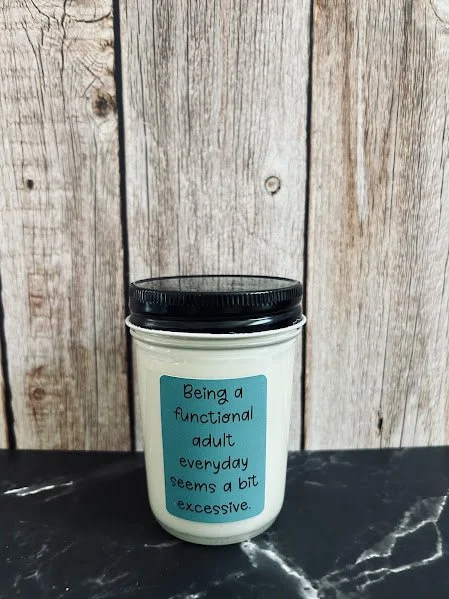 Being a
functional
adult
everyday
seems a bit
excessive.